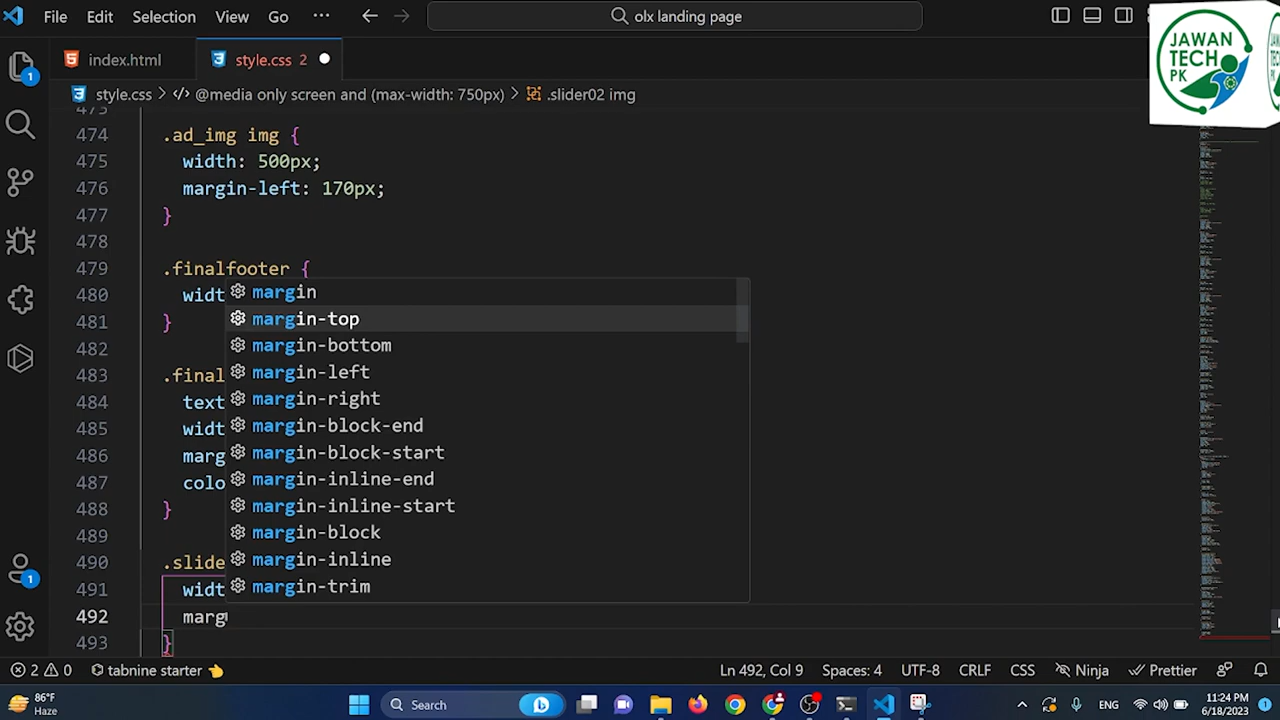 File Edit Selection View Go ··· olx landing page
JAWAN
TECH
PK
index.html style.css 2
style.css > @media only screen and (max-width: 750px) > .slider02 img
473
474 .ad_img img {
475 width: 500px;
476 margin-left: 170px;
477 }
478
479 .finalfooter {
480 widt
481 }
482
483 .final
484 text
485 widt
486 marg
487 colo
488 }
489
490 .slide
491 widt
492 marg
493 }
margin
margin-top
margin-bottom
margin-left
margin-right
margin-block-end
margin-block-start
margin-inline-end
margin-inline-start
margin-block
margin-inline
margin-trim
1
1
2 0 tabnine starter Ln 492, Col 9 Spaces: 4 UTF-8 CRLF CSS Ninja Prettier
86°F
Haze
Search
ENG
11:24 PM
6/18/2023
1